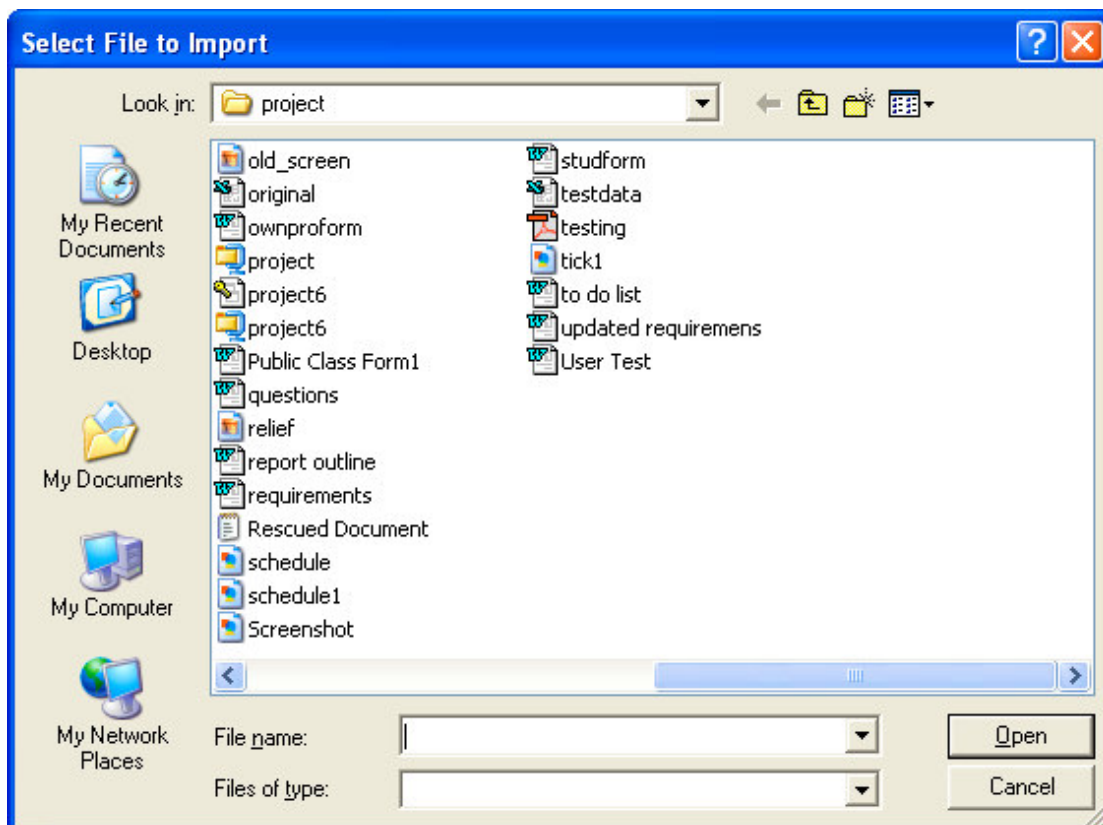 Select File to Import
Look in:
project
My Recent
Documents
Desktop
My Documents
My Computer
My Network
Places
old_screen
original
ownproform
project
project6
project6
Public Class Form1
questions
relief
report outline
requirements
Rescued Document
schedule
schedule1
Screenshot
studform
testdata
testing
tick1
to do list
updated requiremens
User Test
File name:
Open
Files of type:
Cancel